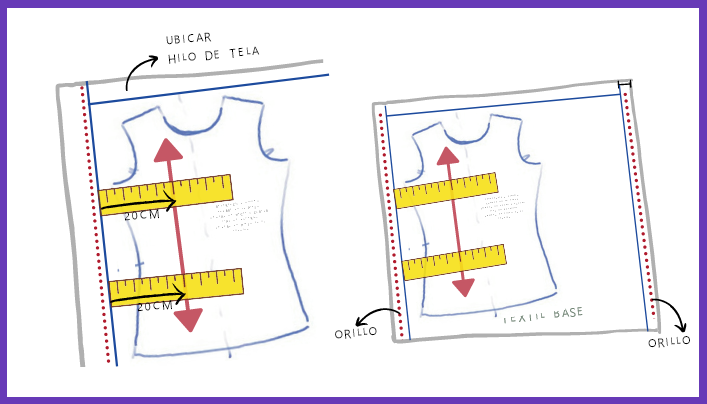 UBICAR
HILO DE TELA
20CM
20CM
TEXTIL BASE
ORILLO
ORILLO